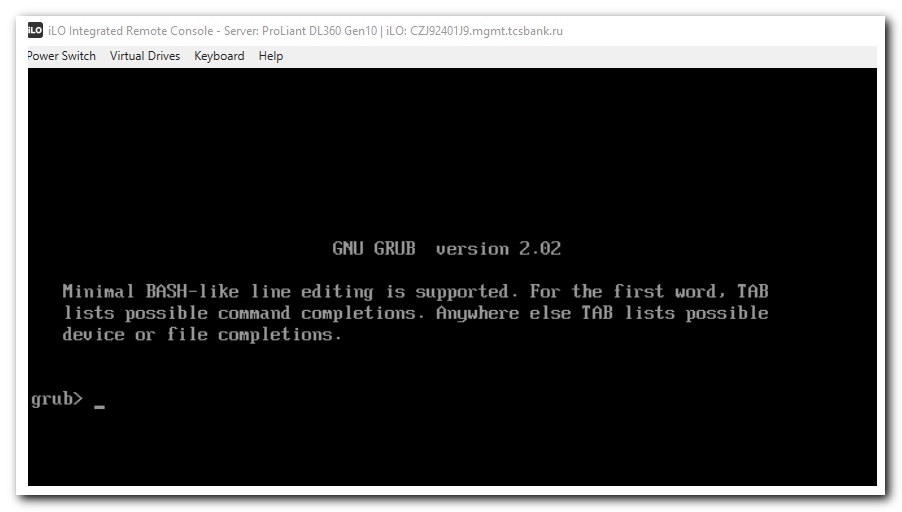 iLO iLO Integrated Remote Console - Server: ProLiant DL360 Gen10 | iLO: CZJ92401J9.mgmt.tcsbank.ru
Power Switch Virtual Drives Keyboard Help
GNU GRUB version 2.02
Minimal BASH-like line editing is supported. For the first word, TAB
lists possible command completions. Anywhere else TAB lists possible
device or file completions.
grub> _